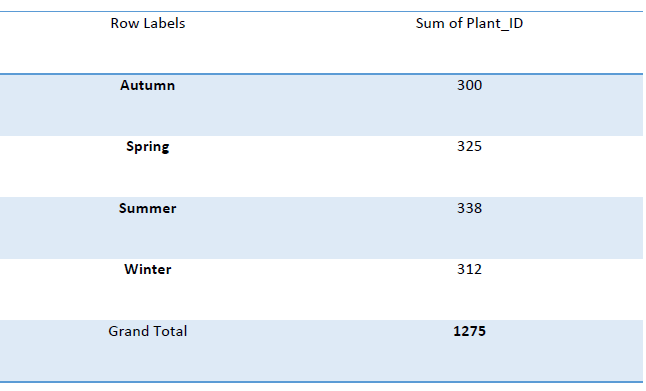 Row Labels Sum of Plant_ID
Autumn 300
Spring 325
Summer 338
Winter 312
Grand Total 1275